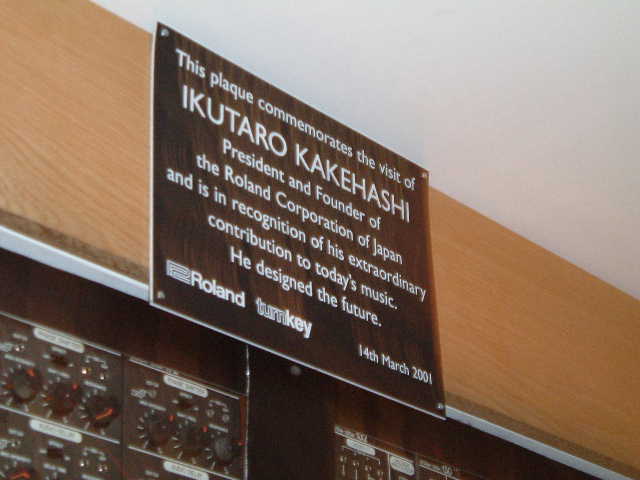 This plaque commemorates the visit of
IKUTARO KAKEHASHI
President and Founder of
the Roland Corporation of Japan
and is in recognition of his extraordinary
contribution to today's music.
He designed the future.
Roland turnkey
14th March 2001